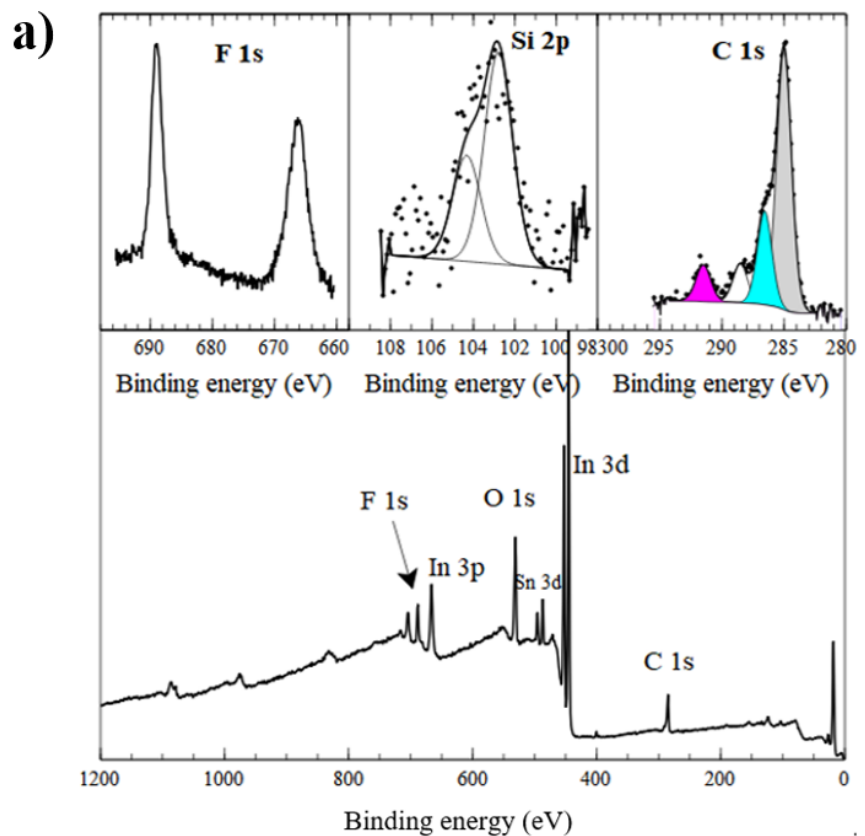 a)
F 1s
Si 2p
C 1s
690 680 670 660
108 106 104 102 100 98
300 295 290 285 280
Binding energy (eV)
Binding energy (eV)
Binding energy (eV)
In 3d
O 1s
F 1s
In 3p
Sn 3d
C 1s
1200 1000 800 600 400 200 0
Binding energy (eV)